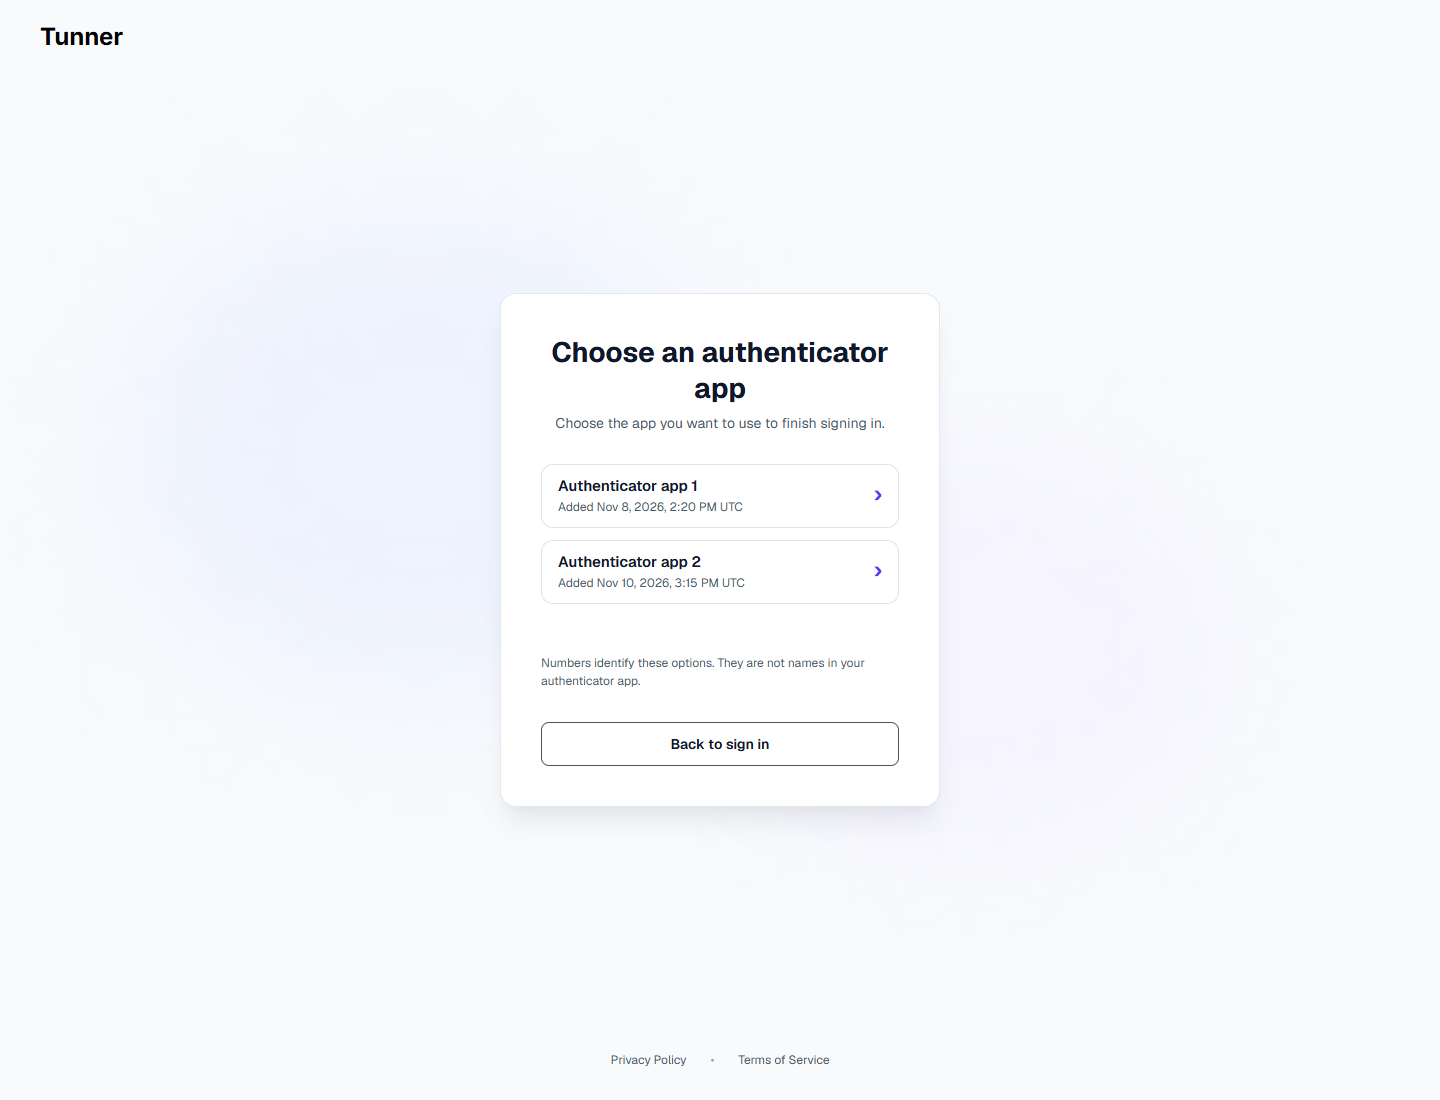 Tunner
Choose an authenticator
app
Choose the app you want to use to finish signing in.
Authenticator app 1
Added Nov 8, 2026, 2:20 PM UTC
Authenticator app 2
Added Nov 10, 2026, 3:15 PM UTC
Numbers identify these options. They are not names in your
authenticator app.
Back to sign in
Privacy Policy • Terms of Service